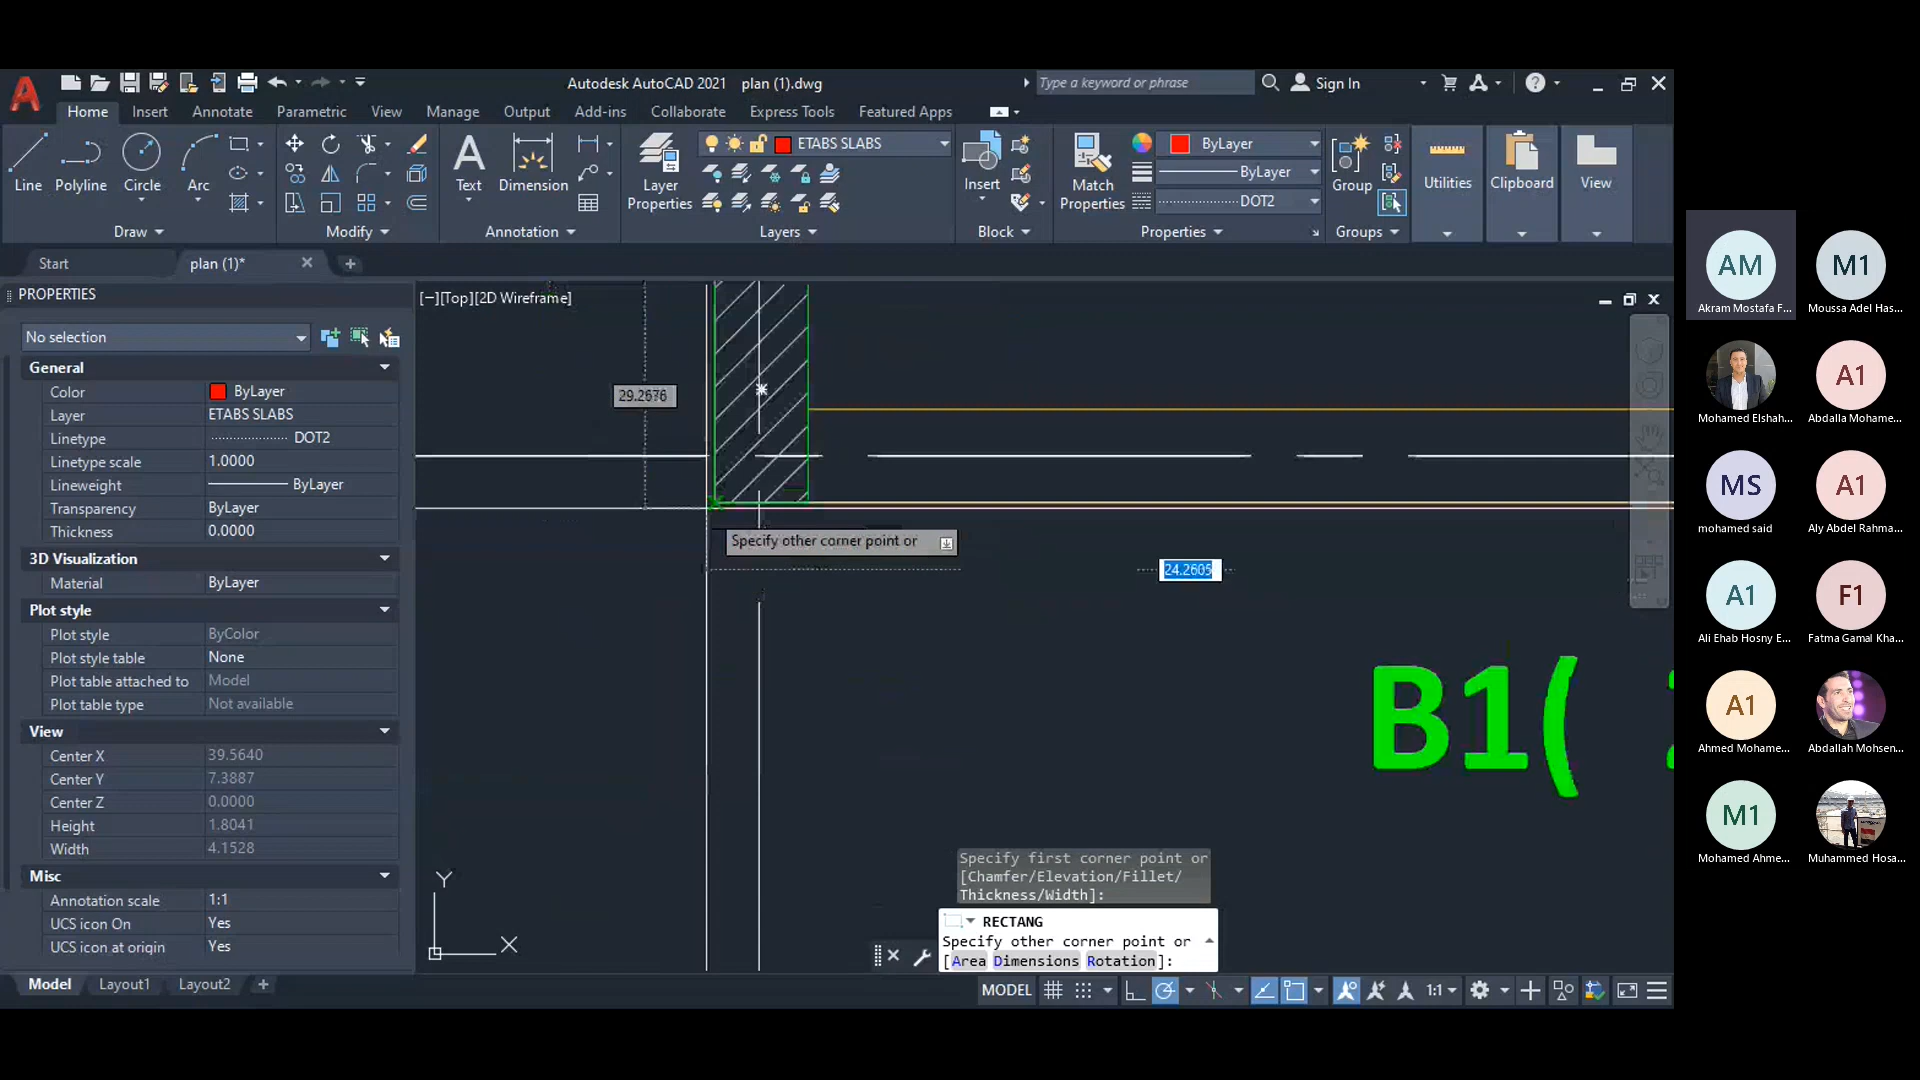 Autodesk AutoCAD 2021 plan (1).dwg
Type a keyword or phrase
Sign In
Home Insert Annotate Parametric View Manage Output Add-ins Collaborate Express Tools Featured Apps
Line Polyline Circle Arc
Text Dimension
Layer Properties
ETABS SLABS
Insert
Match Properties
ByLayer
ByLayer
DOT2
Group
Utilities
Clipboard
View
Draw Modify Annotation Layers Block Properties Groups
Start plan (1)*
PROPERTIES
No selection
General
Color ByLayer
Layer ETABS SLABS
Linetype DOT2
Linetype scale 1.0000
Lineweight ByLayer
Transparency ByLayer
Thickness 0.0000
3D Visualization
Material ByLayer
Plot style
Plot style ByColor
Plot style table None
Plot table attached to Model
Plot table type Not available
View
Center X 39.5640
Center Y 7.3887
Center Z 0.0000
Height 1.8041
Width 4.1528
Misc
Annotation scale 1:1
UCS icon On Yes
UCS icon at origin Yes
[−][Top][2D Wireframe]
29.2676
Specify other corner point or
24.2605
B1(
Y
X
Specify first corner point or
[Chamfer/Elevation/Fillet/
Thickness/Width]:
RECTANG
Specify other corner point or
[Area Dimensions Rotation]:
Model Layout1 Layout2
MODEL
1:1
AM M1
Akram Mostafa F... Moussa Adel Has...
A1
Mohamed Elshah... Abdalla Mohame...
MS A1
mohamed said Aly Abdel Rahma...
A1 F1
Ali Ehab Hosny E... Fatma Gamal Kha...
A1
Ahmed Mohame... Abdallah Mohsen...
M1
Mohamed Ahme... Muhammed Hosa...